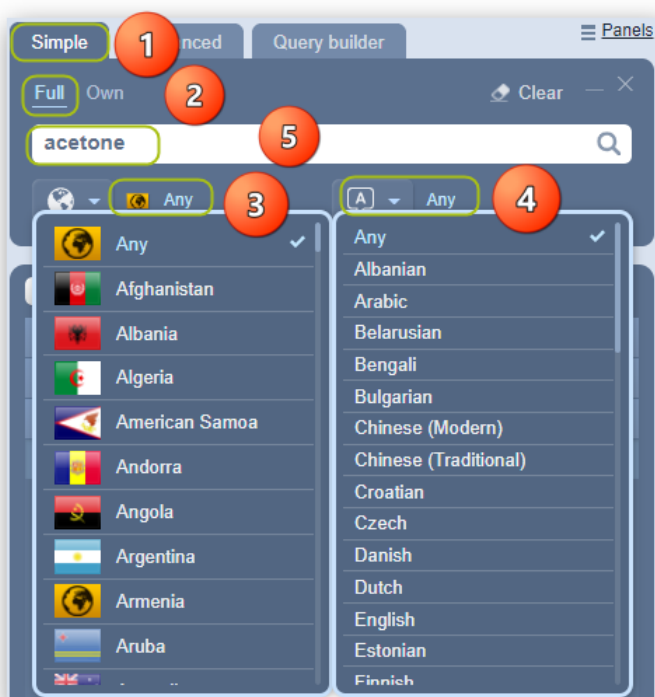 Simple 1 nced Query builder Panels
Full Own 2 Clear
acetone 5
Any 3 A Any 4
Any Any
Afghanistan Albanian
Albania Arabic
Algeria Belarusian
American Samoa Bengali
Andorra Bulgarian
Angola Chinese (Modern)
Argentina Chinese (Traditional)
Armenia Croatian
Aruba Czech
Danish
Dutch
English
Estonian
Finnish